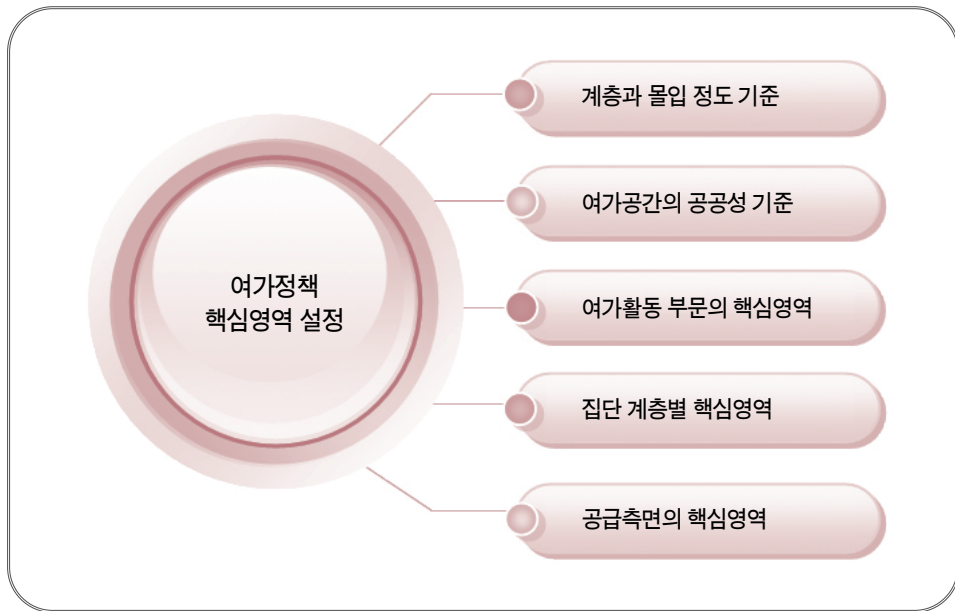 여가정책
핵심영역 설정
계층과 몰입 정도 기준
여가공간의 공공성 기준
여가활동 부문의 핵심영역
집단 계층별 핵심영역
공급측면의 핵심영역